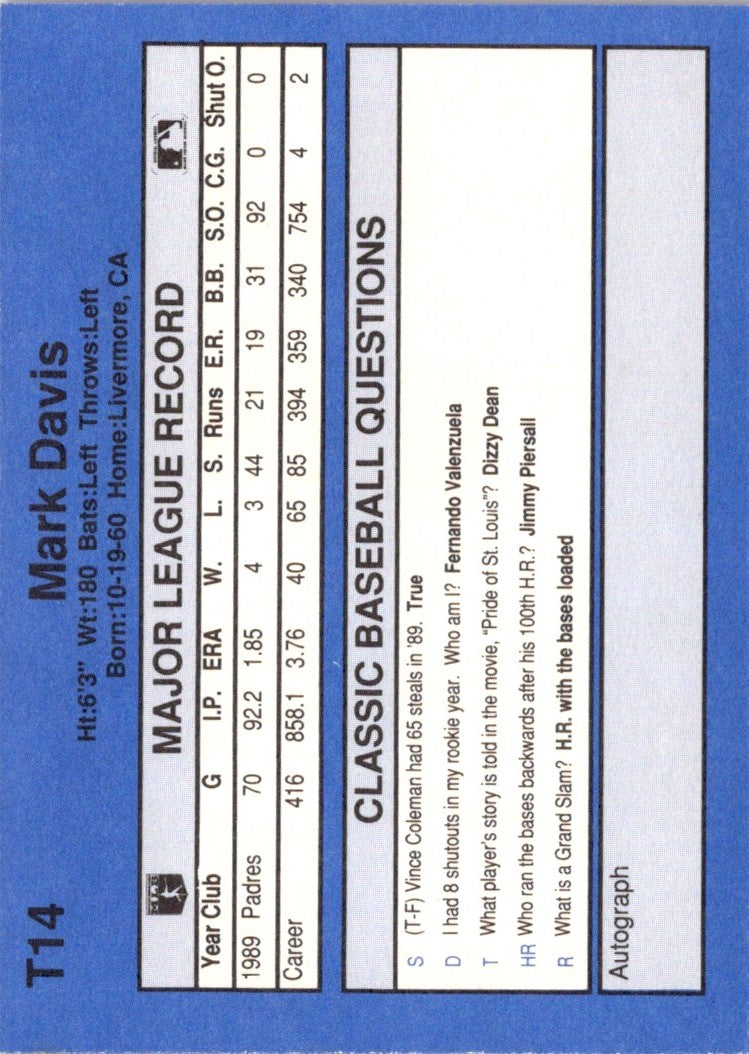 T14
Mark Davis
Ht:6'3" Wt:180 Bats:Left Throws:Left
Born:10-19-60 Home:Livermore, CA
MAJOR LEAGUE RECORD
Year Club G I.P. ERA W. L. S. Runs E.R. B.B. S.O. C.G. Shut O.
1989 Padres 70 92.2 1.85 4 3 44 21 19 31 92 0 0
Career 416 858.1 3.76 40 65 85 394 359 340 754 4 2
CLASSIC BASEBALL QUESTIONS
S (T-F) Vince Coleman had 65 steals in '89. True
D I had 8 shutouts in my rookie year. Who am I? Fernando Valenzuela
T What player's story is told in the movie, "Pride of St. Louis"? Dizzy Dean
HR Who ran the bases backwards after his 100th H.R.? Jimmy Piersall
R What is a Grand Slam? H.R. with the bases loaded
Autograph